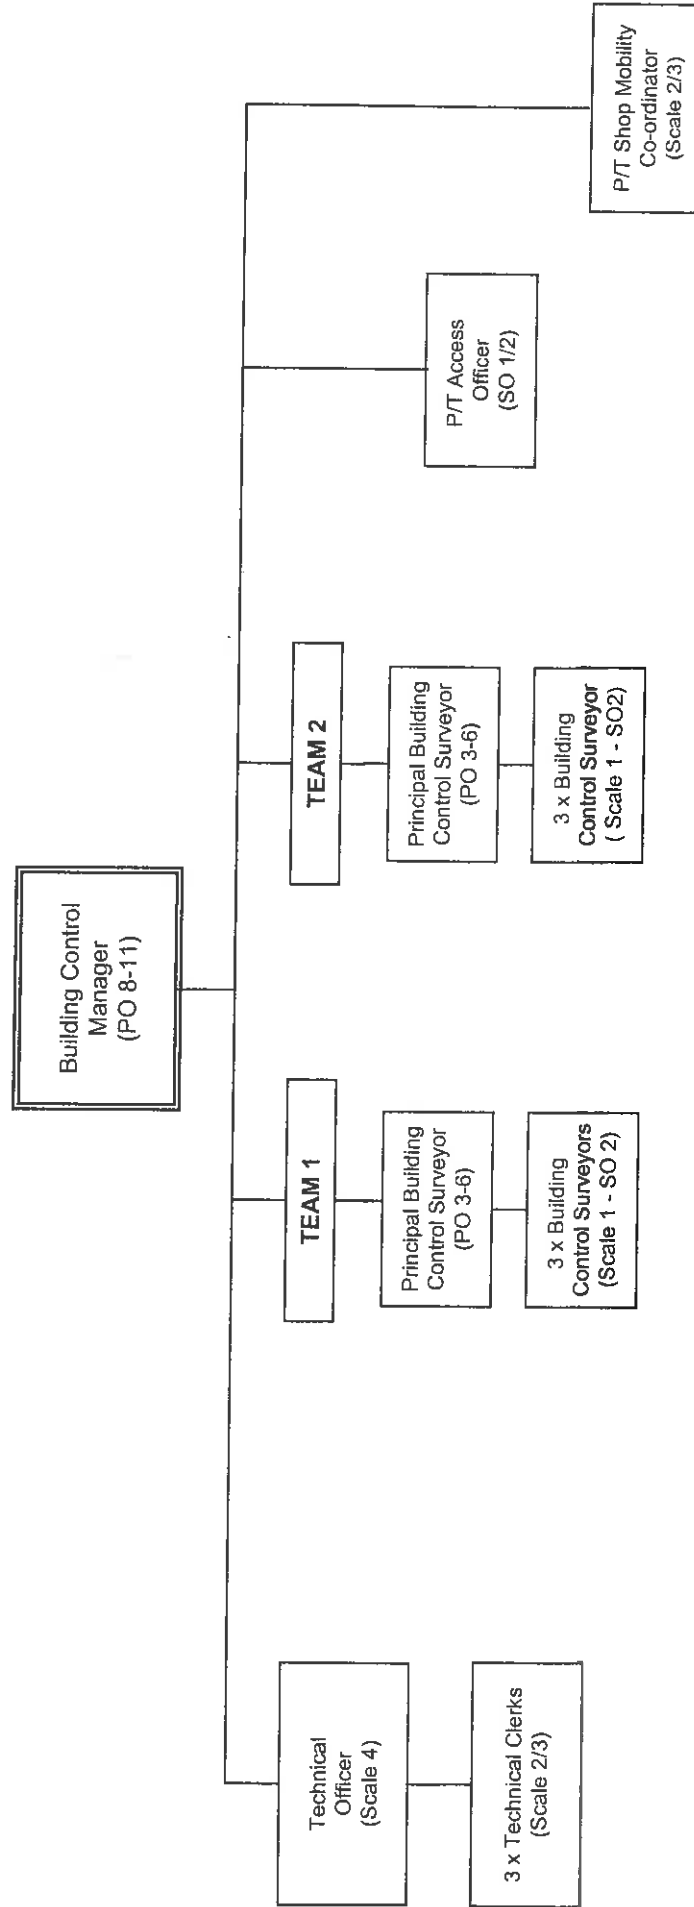 Building Control
Manager
(PO 8-11)
Technical
Officer
(Scale 4)
3 x Technical Clerks
(Scale 2/3)
TEAM 1
Principal Building
Control Surveyor
(PO 3-6)
3 x Building
Control Surveyors
(Scale 1 - SO 2)
TEAM 2
Principal Building
Control Surveyor
(PO 3-6)
3 x Building
Control Surveyor
( Scale 1 - SO2)
P/T Access
Officer
(SO 1/2)
P/T Shop Mobility
Co-ordinator
(Scale 2/3)